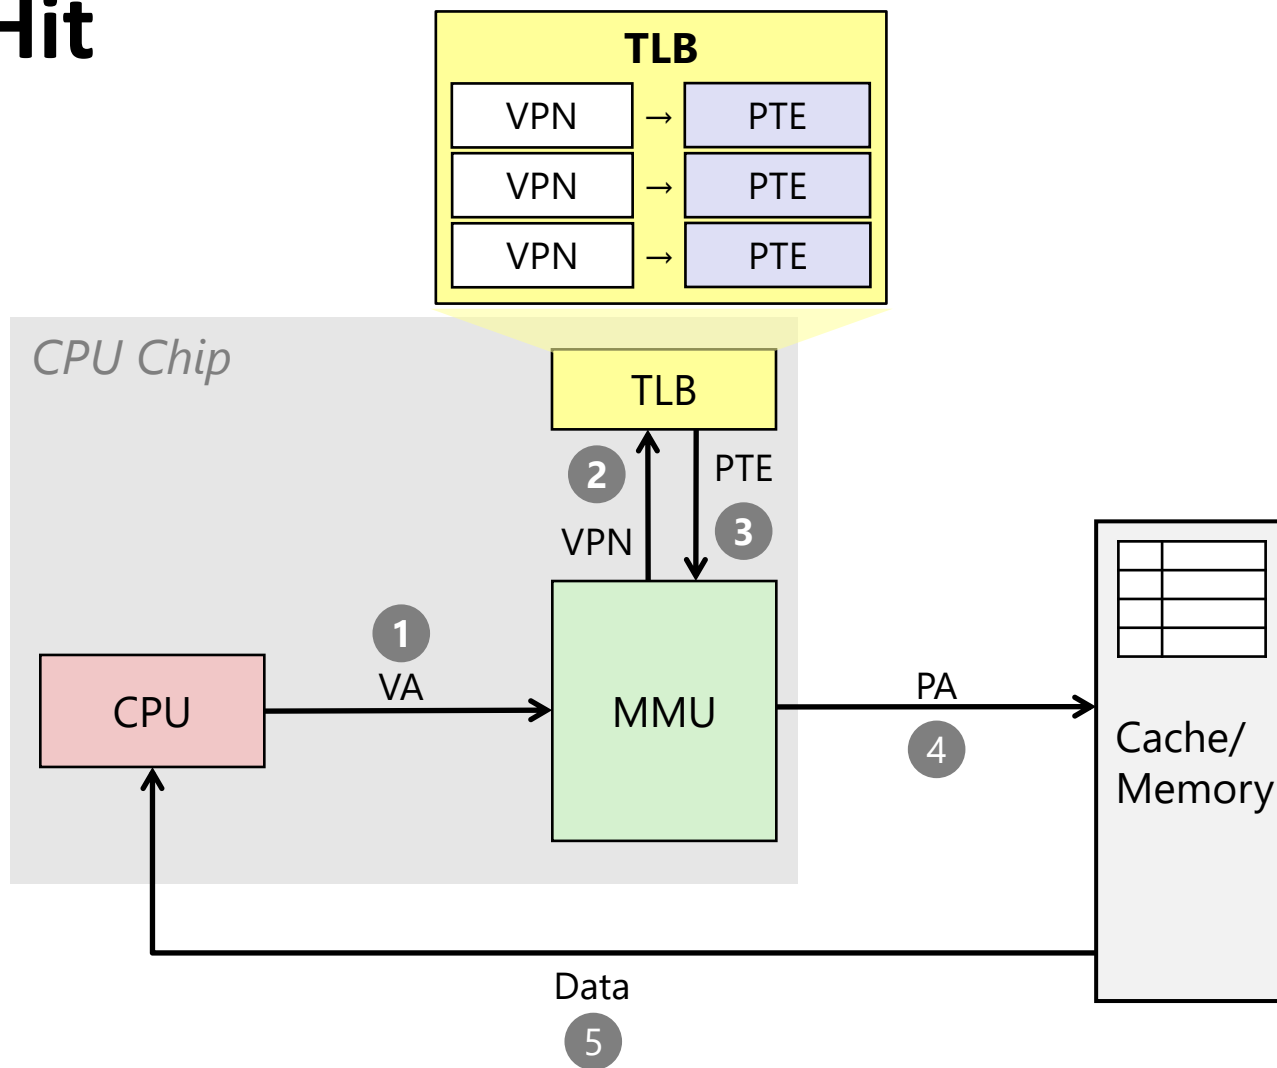 Hit
TLB
VPN → PTE
VPN → PTE
VPN → PTE
CPU Chip
TLB
2
PTE
VPN
3
1
VA
CPU
MMU
PA
4
Cache/
Memory
Data
5